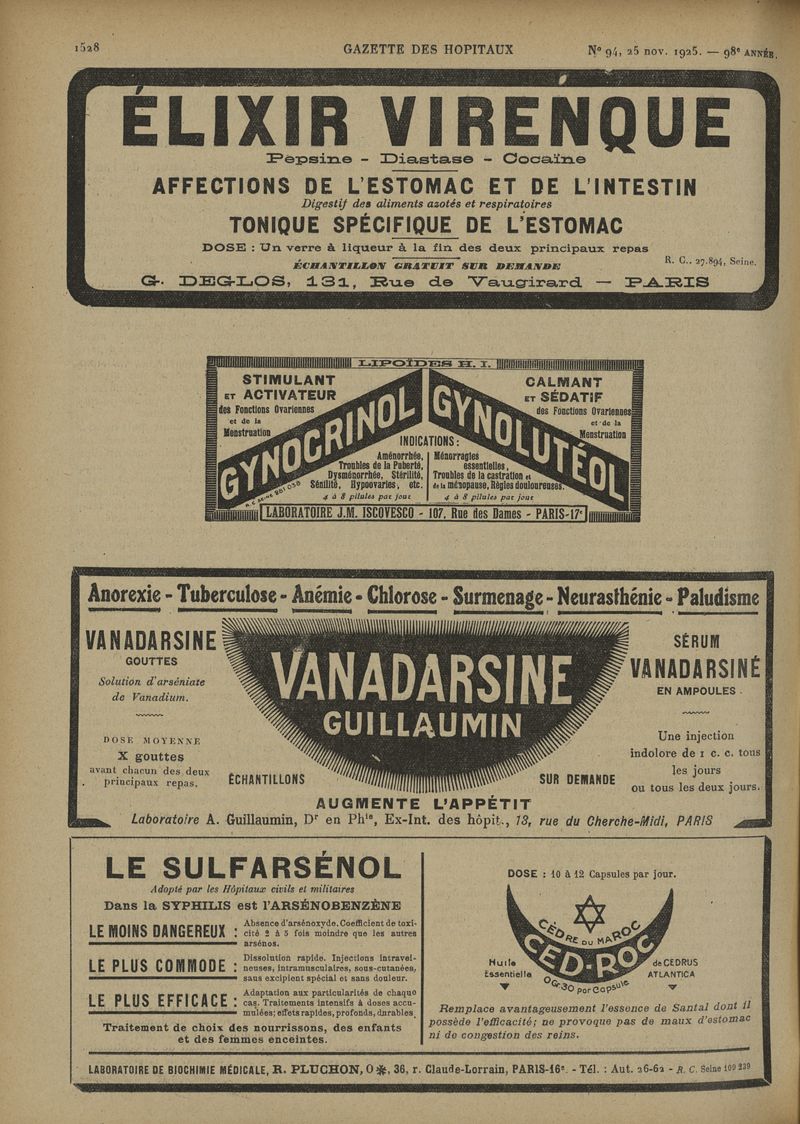 1528
GAZETTE DES HOPITAUX
N° 94, 25 nov. 1925. — 98e ANNÉE.
ÉLIXIR VIRENQUE
Pepsine - Diastase - Cocaïne
AFFECTIONS DE L'ESTOMAC ET DE L'INTESTIN
Digestif des aliments azotés et respiratoires
TONIQUE SPÉCIFIQUE DE L'ESTOMAC
DOSE : Un verre à liqueur à la fin des deux principaux repas
ÉCHANTILLON GRATUIT SUR DEMANDE
R. C., 27.894, Seine.
G. DEGLOS, 131, Rue de Vaugirard — PARIS
LIPOÏDES H. I.
STIMULANT
ET ACTIVATEUR
des Fonctions Ovariennes
et de la
Menstruation
GYNOCRINOL
R. C. SEINE 281 038
GYNOLUTÉOL
CALMANT
ET SÉDATIF
des Fonctions Ovariennes
et de la
Menstruation
INDICATIONS :
Aménorrhée,
Troubles de la Puberté,
Dysménorrhée, Stérilité,
Sénilité, Hypoovaries, etc.
4 à 8 pilules par jour
Ménorragies
essentielles,
Troubles de la castration et
de la ménopause, Règles douloureuses.
4 à 8 pilules par jour
LABORATOIRE J.M. ISCOVESCO - 107, Rue des Dames - PARIS-17e
Anorexie - Tuberculose - Anémie - Chlorose - Surmenage - Neurasthénie - Paludisme
VANADARSINE
GOUTTES
Solution d'arséniate
de Vanadium.
DOSE MOYENNE
X gouttes
avant chacun des deux
principaux repas.
VANADARSINE
GUILLAUMIN
ÉCHANTILLONS
SUR DEMANDE
SÉRUM
VANADARSINÉ
EN AMPOULES
Une injection
indolore de 1 c. c. tous
les jours
ou tous les deux jours.
AUGMENTE L'APPÉTIT
Laboratoire A. Guillaumin, Dr en Phie, Ex-Int. des hôpit., 13, rue du Cherche-Midi, PARIS
LE SULFARSÉNOL
Adopté par les Hôpitaux civils et militaires
Dans la SYPHILIS est l'ARSÉNOBENZÈNE
LE MOINS DANGEREUX :
Absence d'arsénoxyde. Coefficient de toxi-
cité 2 à 5 fois moindre que les autres
arsénos.
LE PLUS COMMODE :
Dissolution rapide. Injections intravei-
neuses, intramusculaires, sous-cutanées,
sans excipient spécial et sans douleur.
LE PLUS EFFICACE :
Adaptation aux particularités de chaque
cas. Traitements intensifs à doses accu-
mulées; effets rapides, profonds, durables.
Traitement de choix des nourrissons, des enfants
et des femmes enceintes.
DOSE : 10 à 12 Capsules par jour.
CÈDRE DU MAROC
CED-ROC
0Gr30 par Capsule
Huile
Essentielle
de CEDRUS
ATLANTICA
Remplace avantageusement l'essence de Santal dont il
possède l'efficacité; ne provoque pas de maux d'estomac
ni de congestion des reins.
LABORATOIRE DE BIOCHIMIE MÉDICALE, R. PLUCHON, O ✻, 36, r. Claude-Lorrain, PARIS-16e. - Tél. : Aut. 26-62 - R. C. Seine 109 239